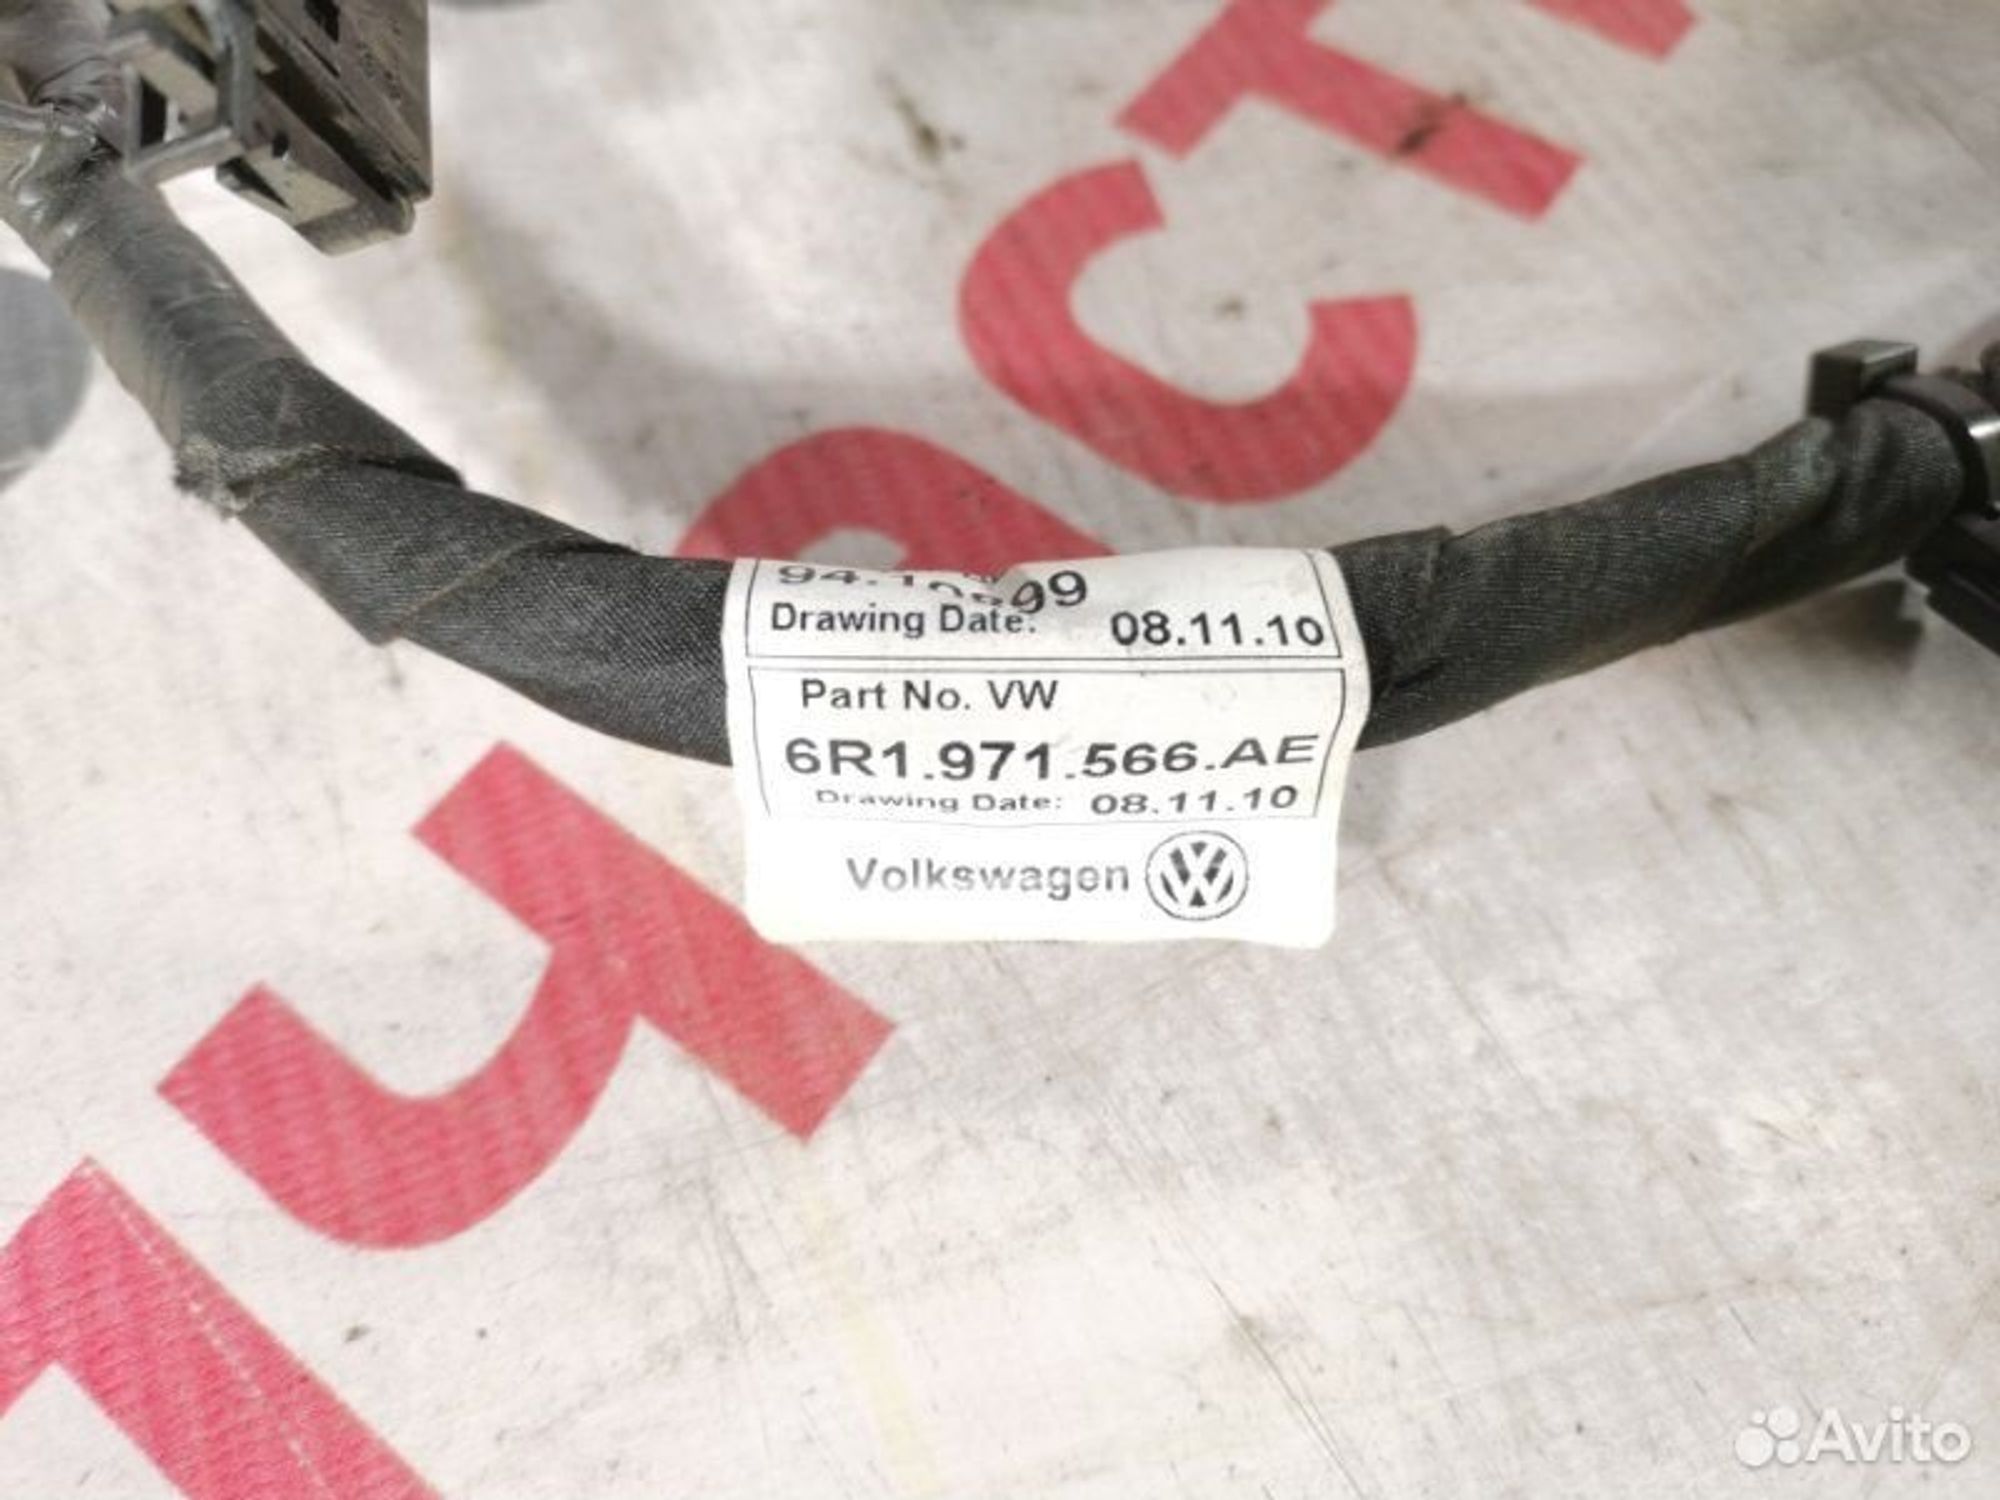 Drawing Date: 08.11.10
Part No. VW
6R1.971.566.AE
Drawing Date: 08.11.10
Volkswagen
Avito